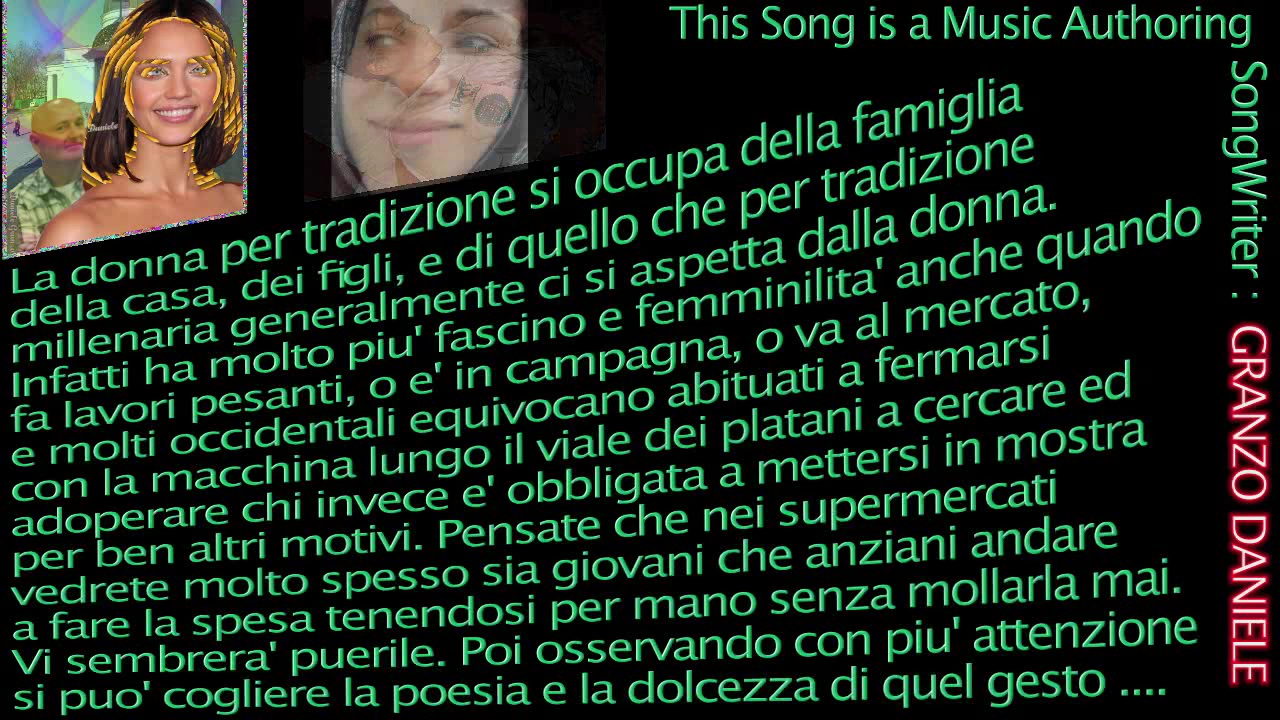 This Song is a Music Authoring
SongWriter : GRANZO DANIELE
Daniele
La donna per tradizione si occupa della famiglia
della casa, dei figli, e di quello che per tradizione
millenaria generalmente ci si aspetta dalla donna.
Infatti ha molto piu' fascino e femminilita' anche quando
fa lavori pesanti, o e' in campagna, o va al mercato,
e molti occidentali equivocano abituati a fermarsi
con la macchina lungo il viale dei platani a cercare ed
adoperare chi invece e' obbligata a mettersi in mostra
per ben altri motivi. Pensate che nei supermercati
vedrete molto spesso sia giovani che anziani andare
a fare la spesa tenendosi per mano senza mollarla mai.
Vi sembrera' puerile. Poi osservando con piu' attenzione
si puo' cogliere la poesia e la dolcezza di quel gesto ....